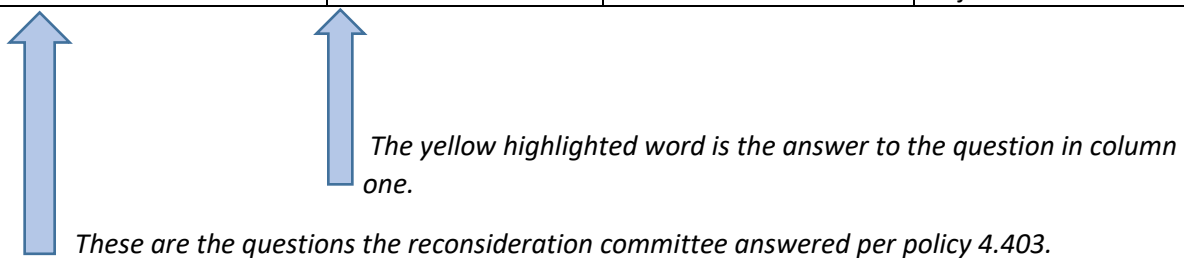 The yellow highlighted word is the answer to the question in column
one.
These are the questions the reconsideration committee answered per policy 4.403.